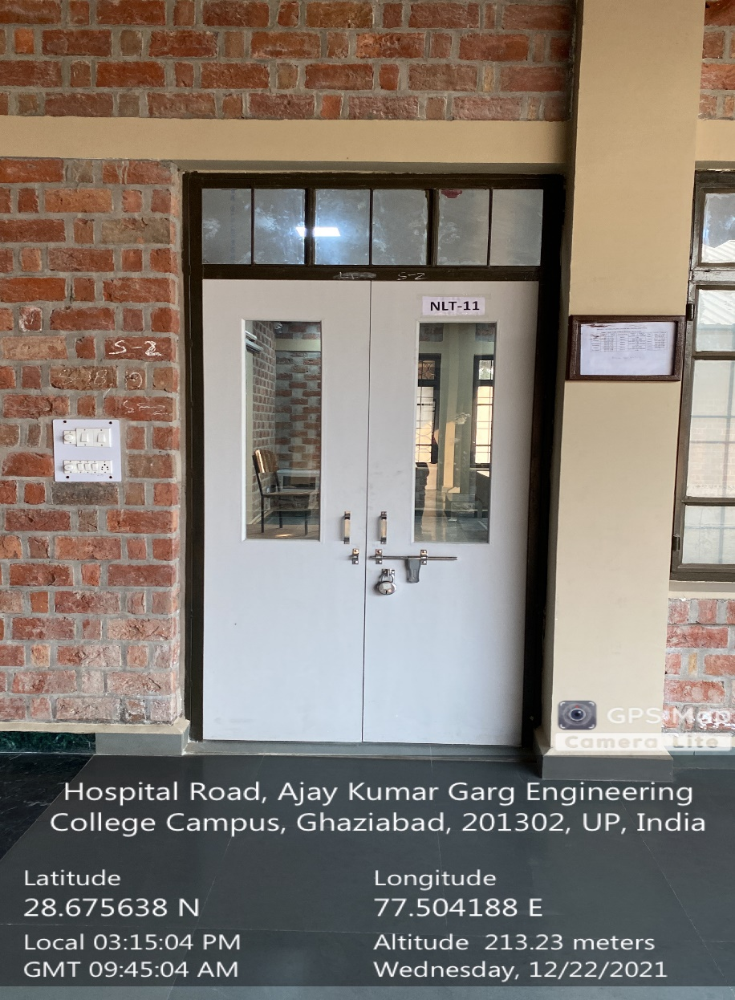 S-2
NLT-11
S-2
S-2
GPS Map
Camera Lite
Hospital Road, Ajay Kumar Garg Engineering
College Campus, Ghaziabad, 201302, UP, India
Latitude
28.675638 N
Longitude
77.504188 E
Local 03:15:04 PM
GMT 09:45:04 AM
Altitude 213.23 meters
Wednesday, 12/22/2021